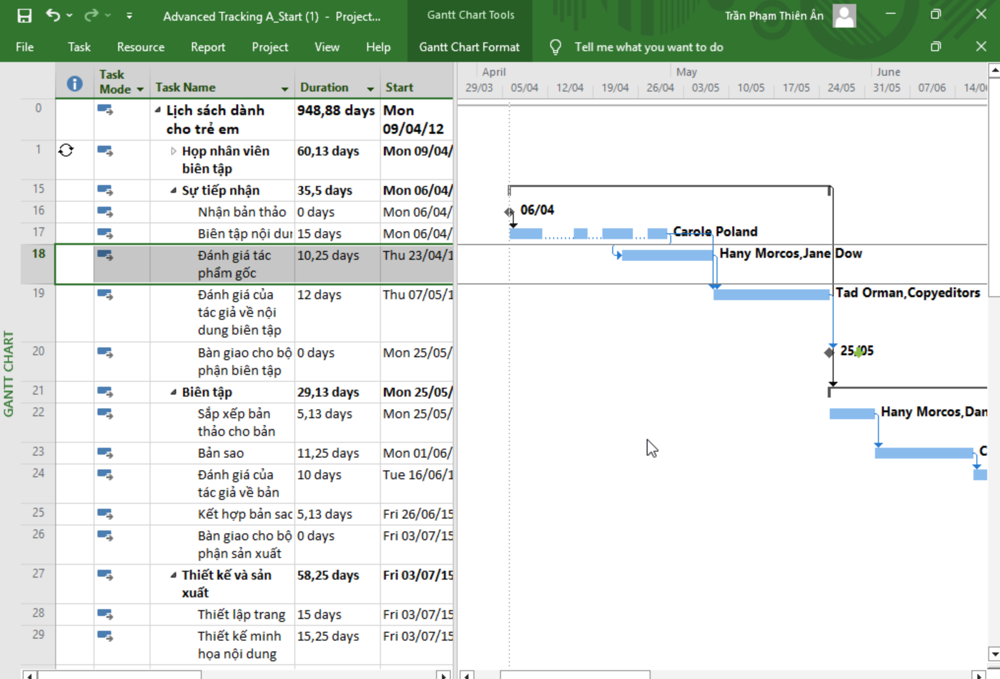 Advanced Tracking A_Start (1) - Project...
Gantt Chart Tools
Trần Phạm Thiên Ân
File Task Resource Report Project View Help Gantt Chart Format Tell me what you want to do
Task Mode Task Name Duration Start
April May June
29/03 05/04 12/04 19/04 26/04 03/05 10/05 17/05 24/05 31/05 07/06
GANTT CHART
0 Lịch sách dành 948,88 days Mon
cho trẻ em 09/04/12
1 Họp nhân viên 60,13 days Mon 09/04/
biên tập
15 Sự tiếp nhận 35,5 days Mon 06/04/
16 Nhận bản thảo 0 days Mon 06/04/ 06/04
17 Biên tập nội dun 15 days Mon 06/04/ Carole Poland
18 Đánh giá tác 10,25 days Thu 23/04/1 Hany Morcos,Jane Dow
phẩm gốc
19 Đánh giá của 12 days Thu 07/05/1 Tad Orman,Copyeditors
tác giả về nội
dung biên tập
20 Bàn giao cho bộ 0 days Mon 25/05/ 25/05
phận biên tập
21 Biên tập 29,13 days Mon 25/05/
22 Sắp xếp bản 5,13 days Mon 25/05/ Hany Morcos,Dan
thảo cho bản
23 Bản sao 11,25 days Mon 01/06/ C
24 Đánh giá của 10 days Tue 16/06/1
tác giả về bản
25 Kết hợp bản sao 5,13 days Fri 26/06/15
26 Bàn giao cho bộ 0 days Fri 03/07/15
phận sản xuất
27 Thiết kế và sản 58,25 days Fri 03/07/15
xuất
28 Thiết lập trang 15 days Fri 03/07/15
29 Thiết kế minh 15,25 days Fri 03/07/15
họa nội dung